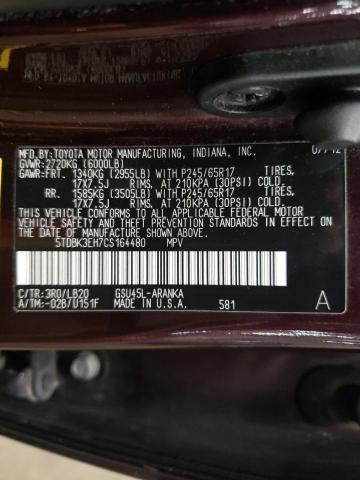 MFD.BY:TOYOTA MOTOR MANUFACTURING, INDIANA, INC. 07/12
GVWR:2720KG (6000LB)
GAWR:FRT. 1340KG (2955LB) WITH P245/65R17 TIRES,
17X7.5J RIMS, AT 210KPA (30PSI) COLD.
RR. 1585KG (3505LB) WITH P245/65R17 TIRES,
17X7.5J RIMS, AT 210KPA (30PSI) COLD.
THIS VEHICLE CONFORMS TO ALL APPLICABLE FEDERAL MOTOR
VEHICLE SAFETY STANDARDS IN EFFECT ON THE DATE OF
MANUFACTURE SHOWN ABOVE.
5TDBK3EH7CS164480 MPV
C/TR:3R0/LB20 GSU45L-ARANKA A
A/TM:-02B/U151F MADE IN U.S.A. 581